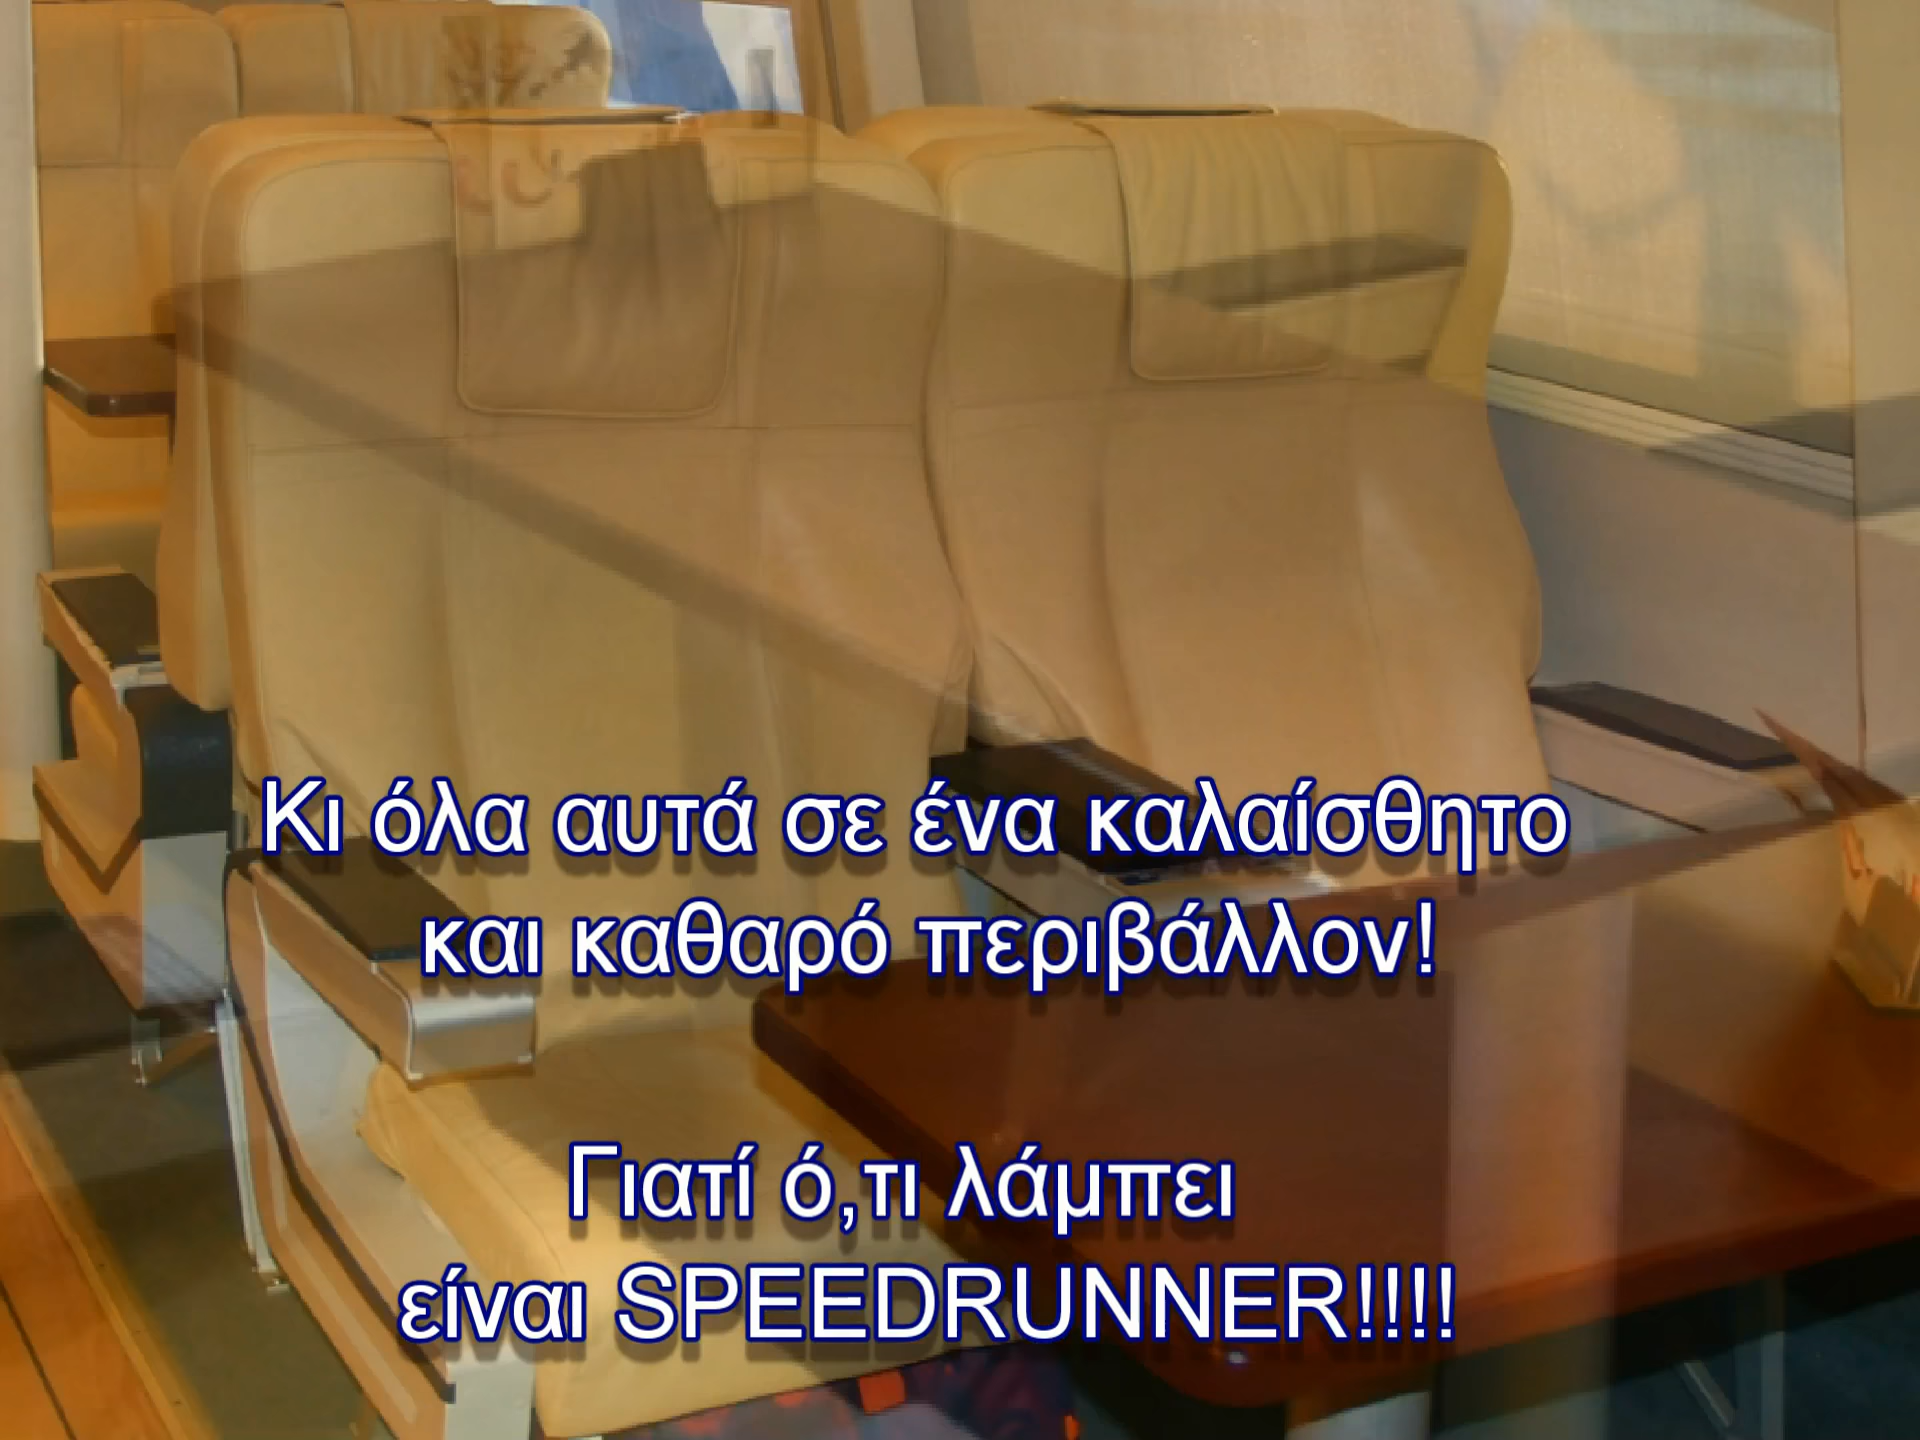 Κι όλα αυτά σε ένα καλαίσθητο
και καθαρό περιβάλλον!
Γιατί ό,τι λάμπει
είναι SPEEDRUNNER!!!!